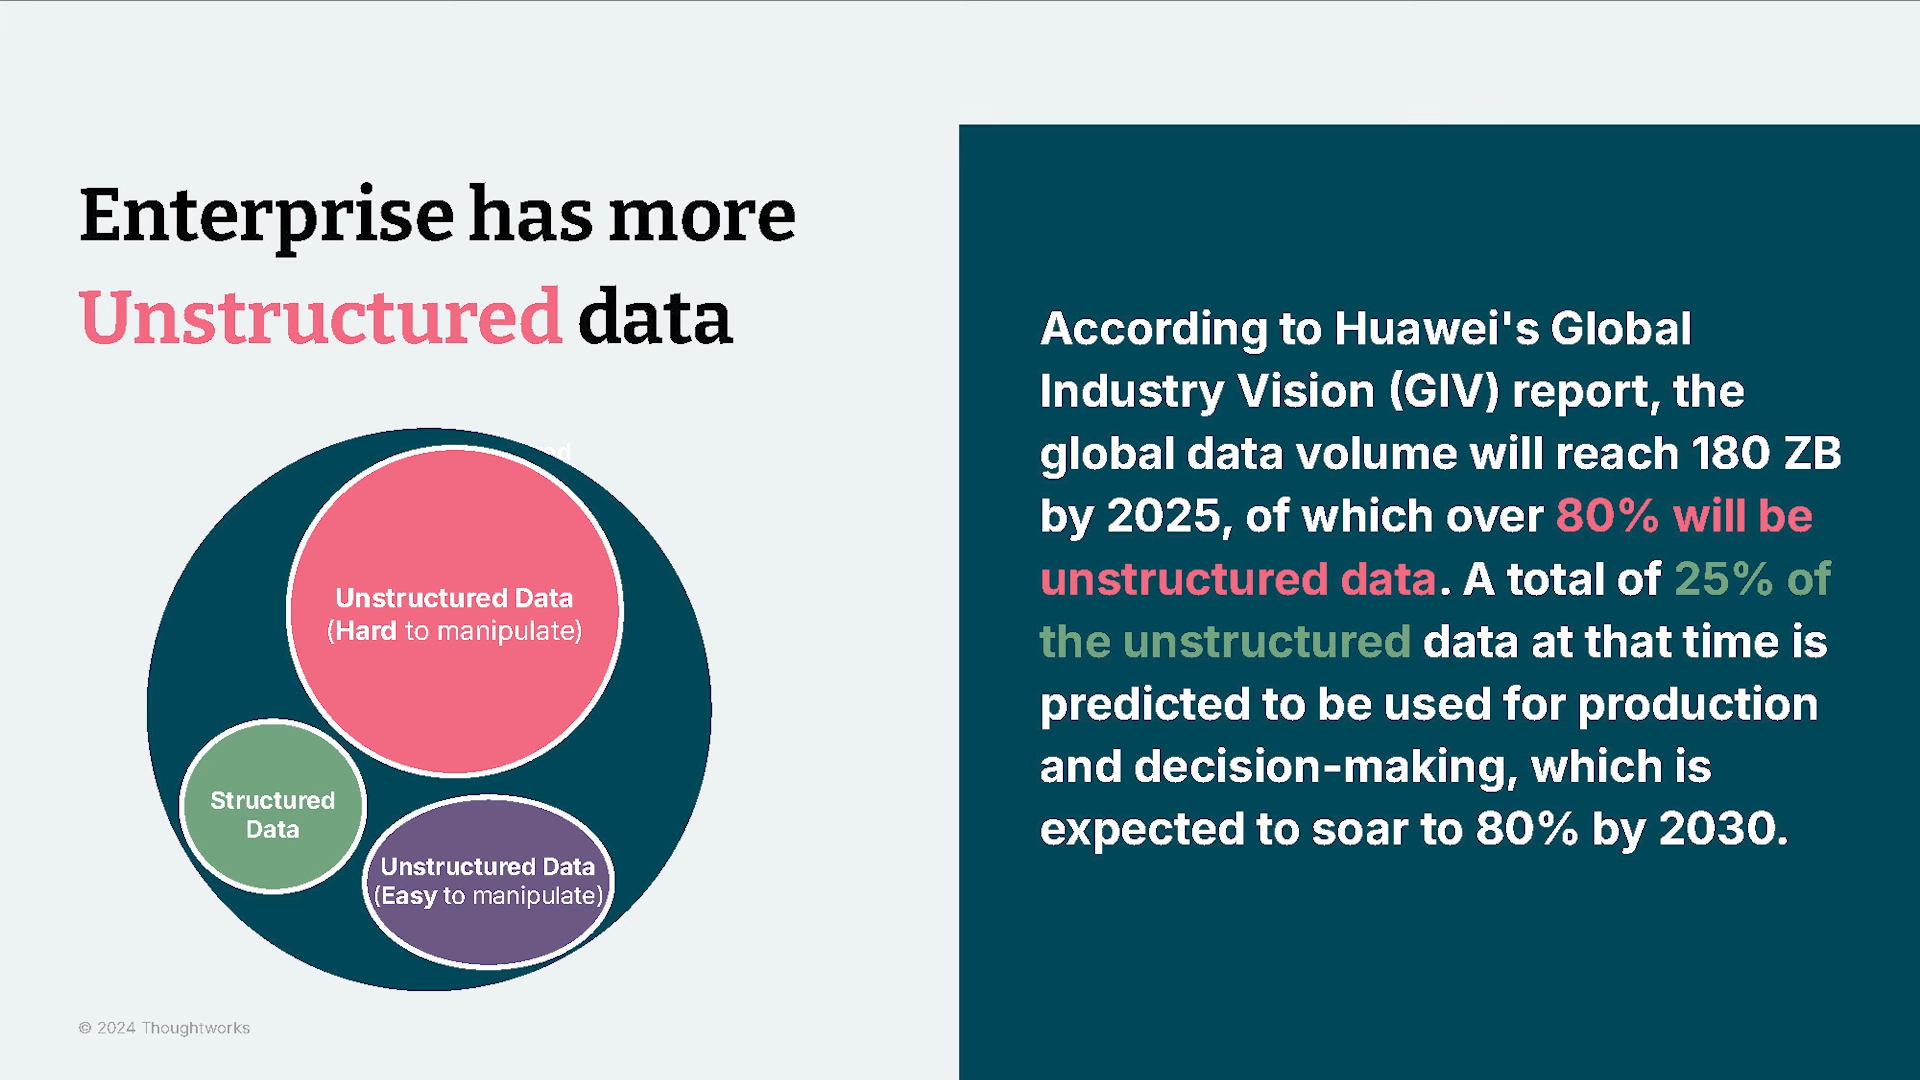 Enterprise has more
Unstructured data
Unstructured Data
(Hard to manipulate)
Structured
Data
Unstructured Data
(Easy to manipulate)
© 2024 Thoughtworks
According to Huawei's Global
Industry Vision (GIV) report, the
global data volume will reach 180 ZB
by 2025, of which over 80% will be
unstructured data. A total of 25% of
the unstructured data at that time is
predicted to be used for production
and decision-making, which is
expected to soar to 80% by 2030.